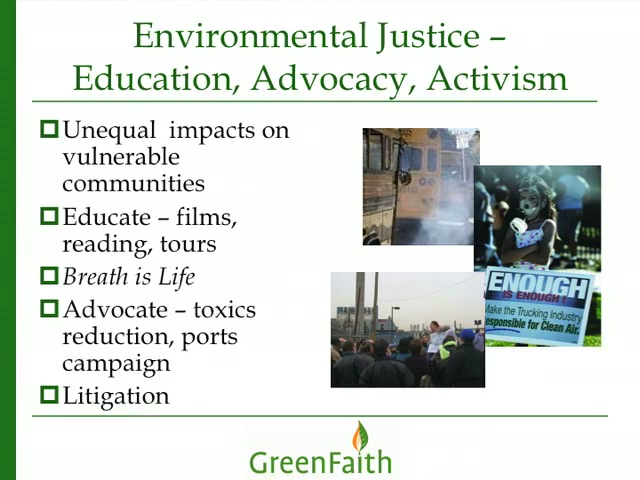 Environmental Justice –
Education, Advocacy, Activism
Unequal impacts on
vulnerable
communities
Educate – films,
reading, tours
Breath is Life
Advocate – toxics
reduction, ports
campaign
Litigation
ENOUGH
IS ENOUGH!
Make the Trucking Industry
Responsible for Clean Air.
GreenFaith